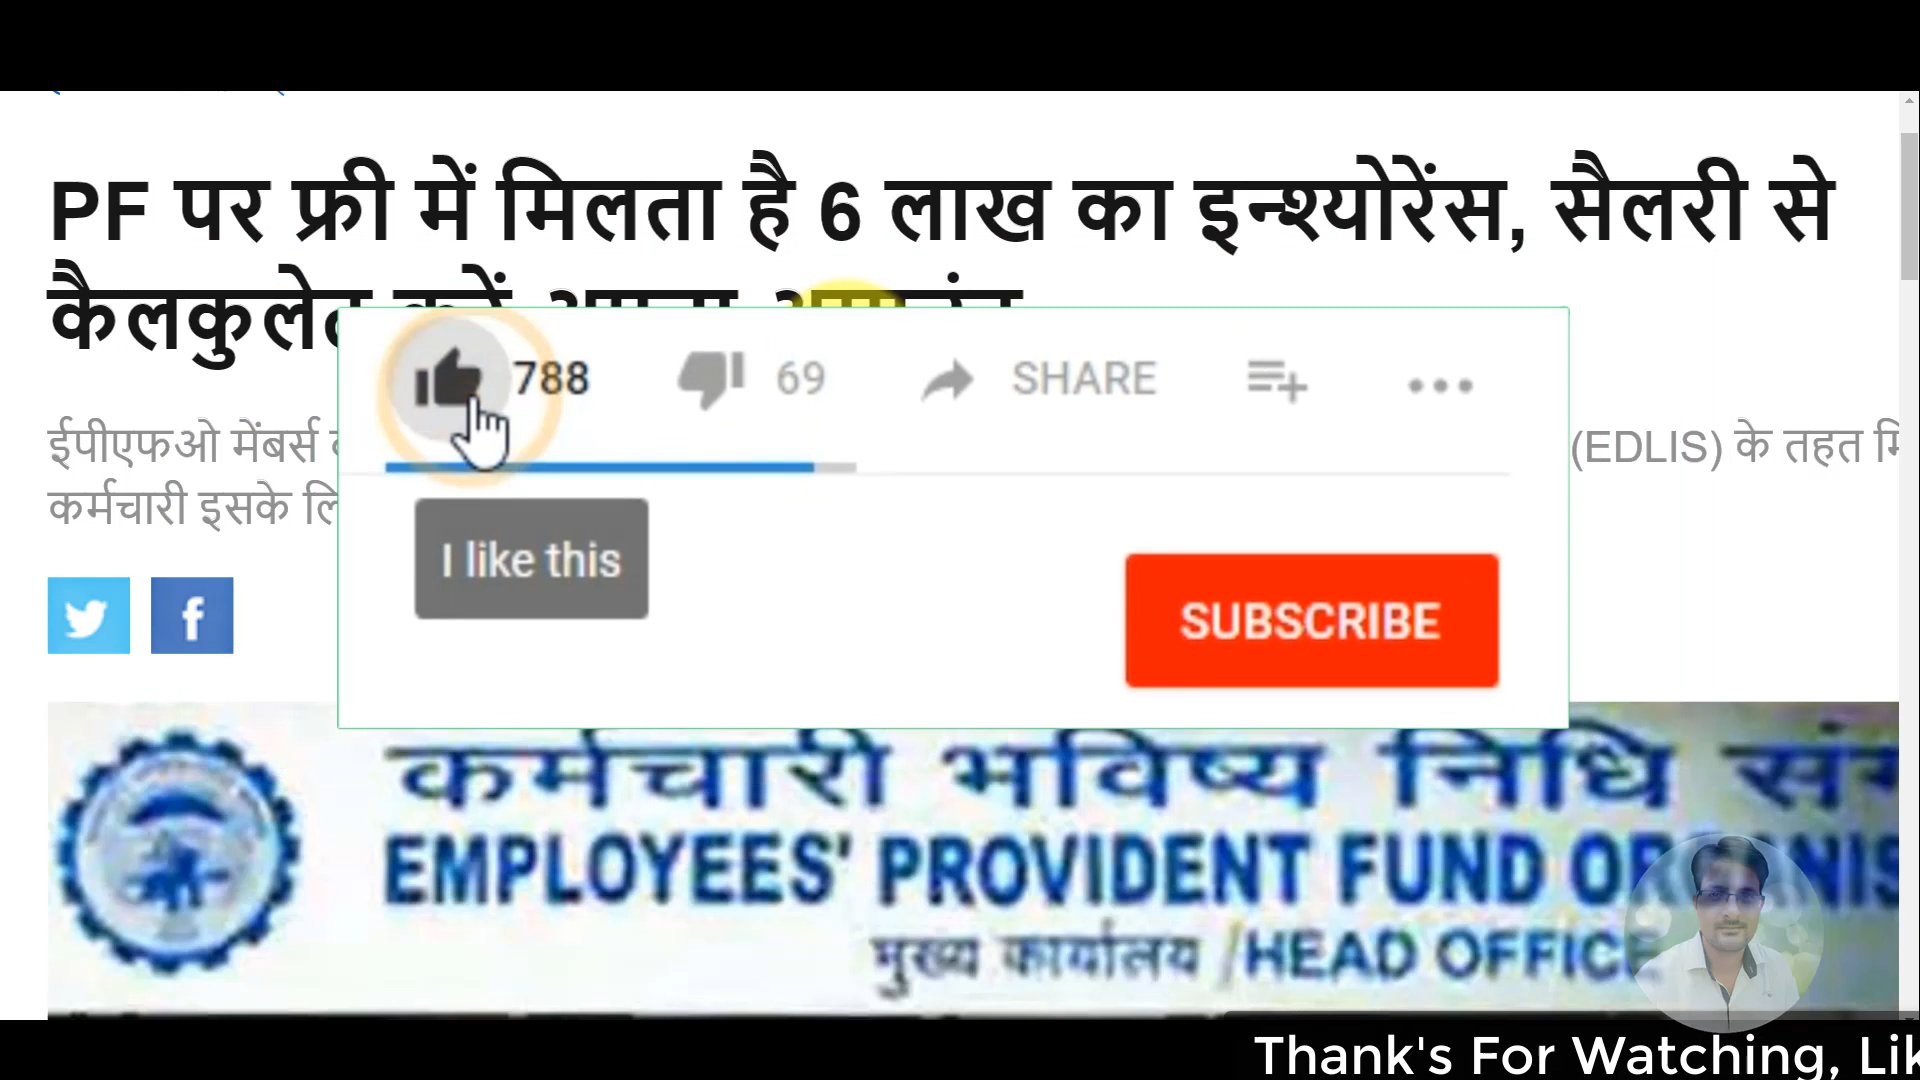 PF पर फ्री में मिलता है 6 लाख का इन्श्योरेंस, सैलरी से
788
69
SHARE
ईपीएफओ मेंबर्स
(EDLIS) के तहत
कर्मचारी इसके
I like this
SUBSCRIBE
कर्मचारी भविष्य निधि
EMPLOYEES' PROVIDENT FUND
मुख्य कार्यालय /HEAD OFFICE
Thank's For Watching,